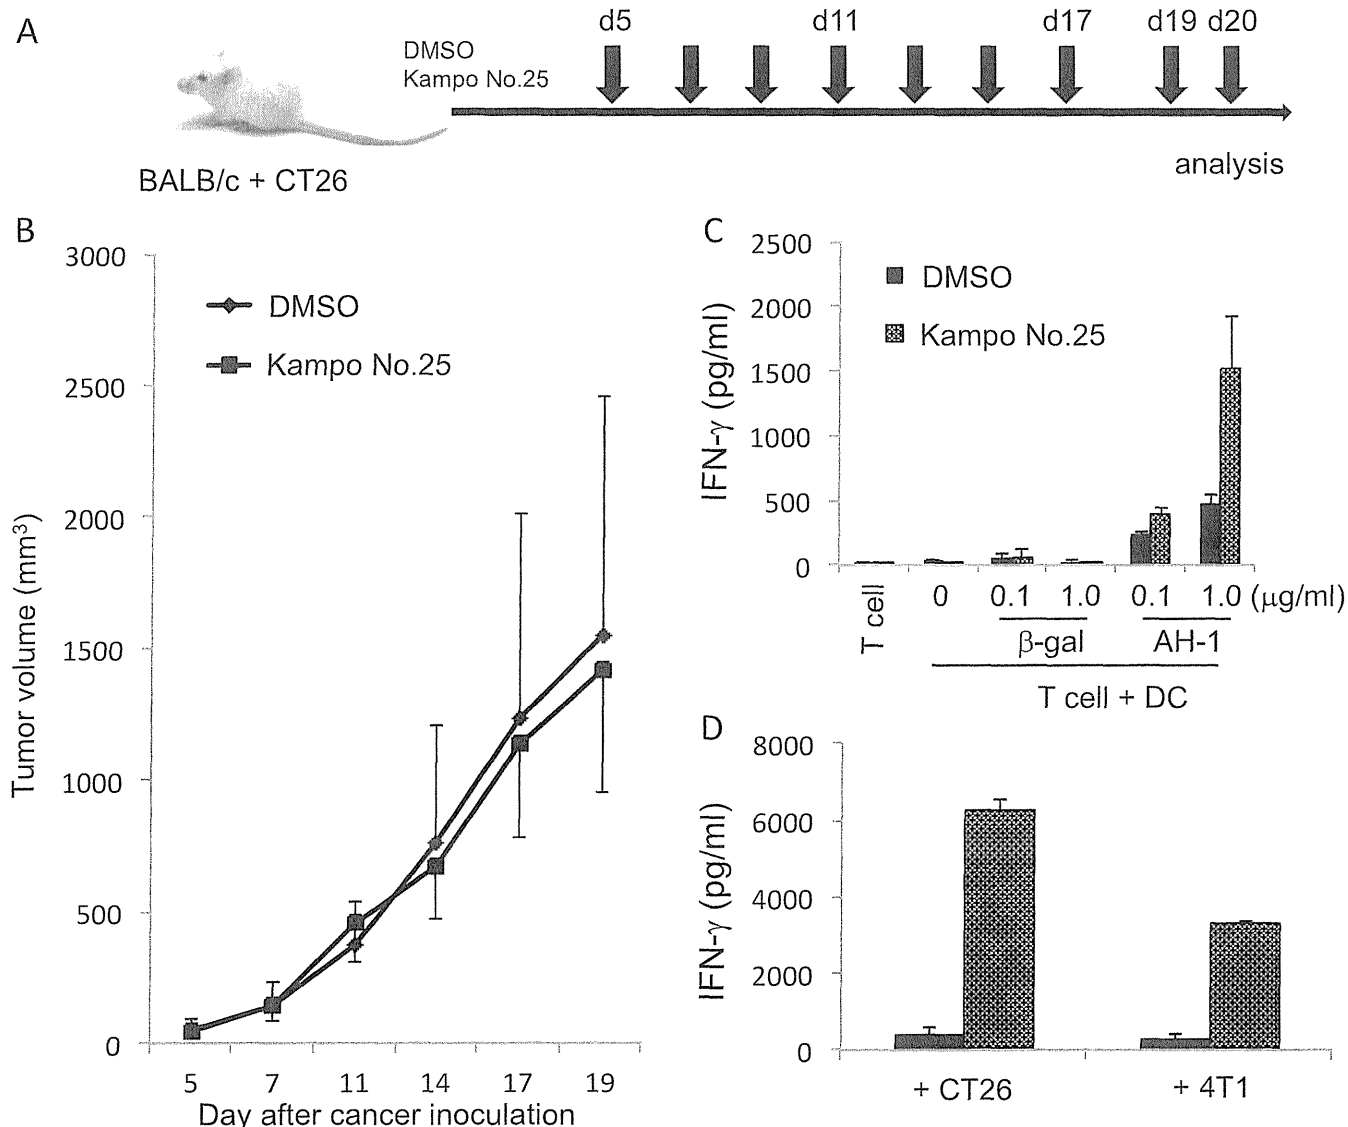 A
DMSO
Kampo No.25
d5 d11 d17 d19 d20
analysis
BALB/c + CT26
B
3000
2500
2000
1500
1000
500
0
DMSO
Kampo No.25
Tumor volume (mm³)
5 7 11 14 17 19
Day after cancer inoculation
C
2500
2000
1500
1000
500
0
DMSO
Kampo No.25
IFN-γ (pg/ml)
T cell
0 0.1 1.0 0.1 1.0 (μg/ml)
β-gal AH-1
T cell + DC
D
8000
6000
4000
2000
0
IFN-γ (pg/ml)
+ CT26 + 4T1